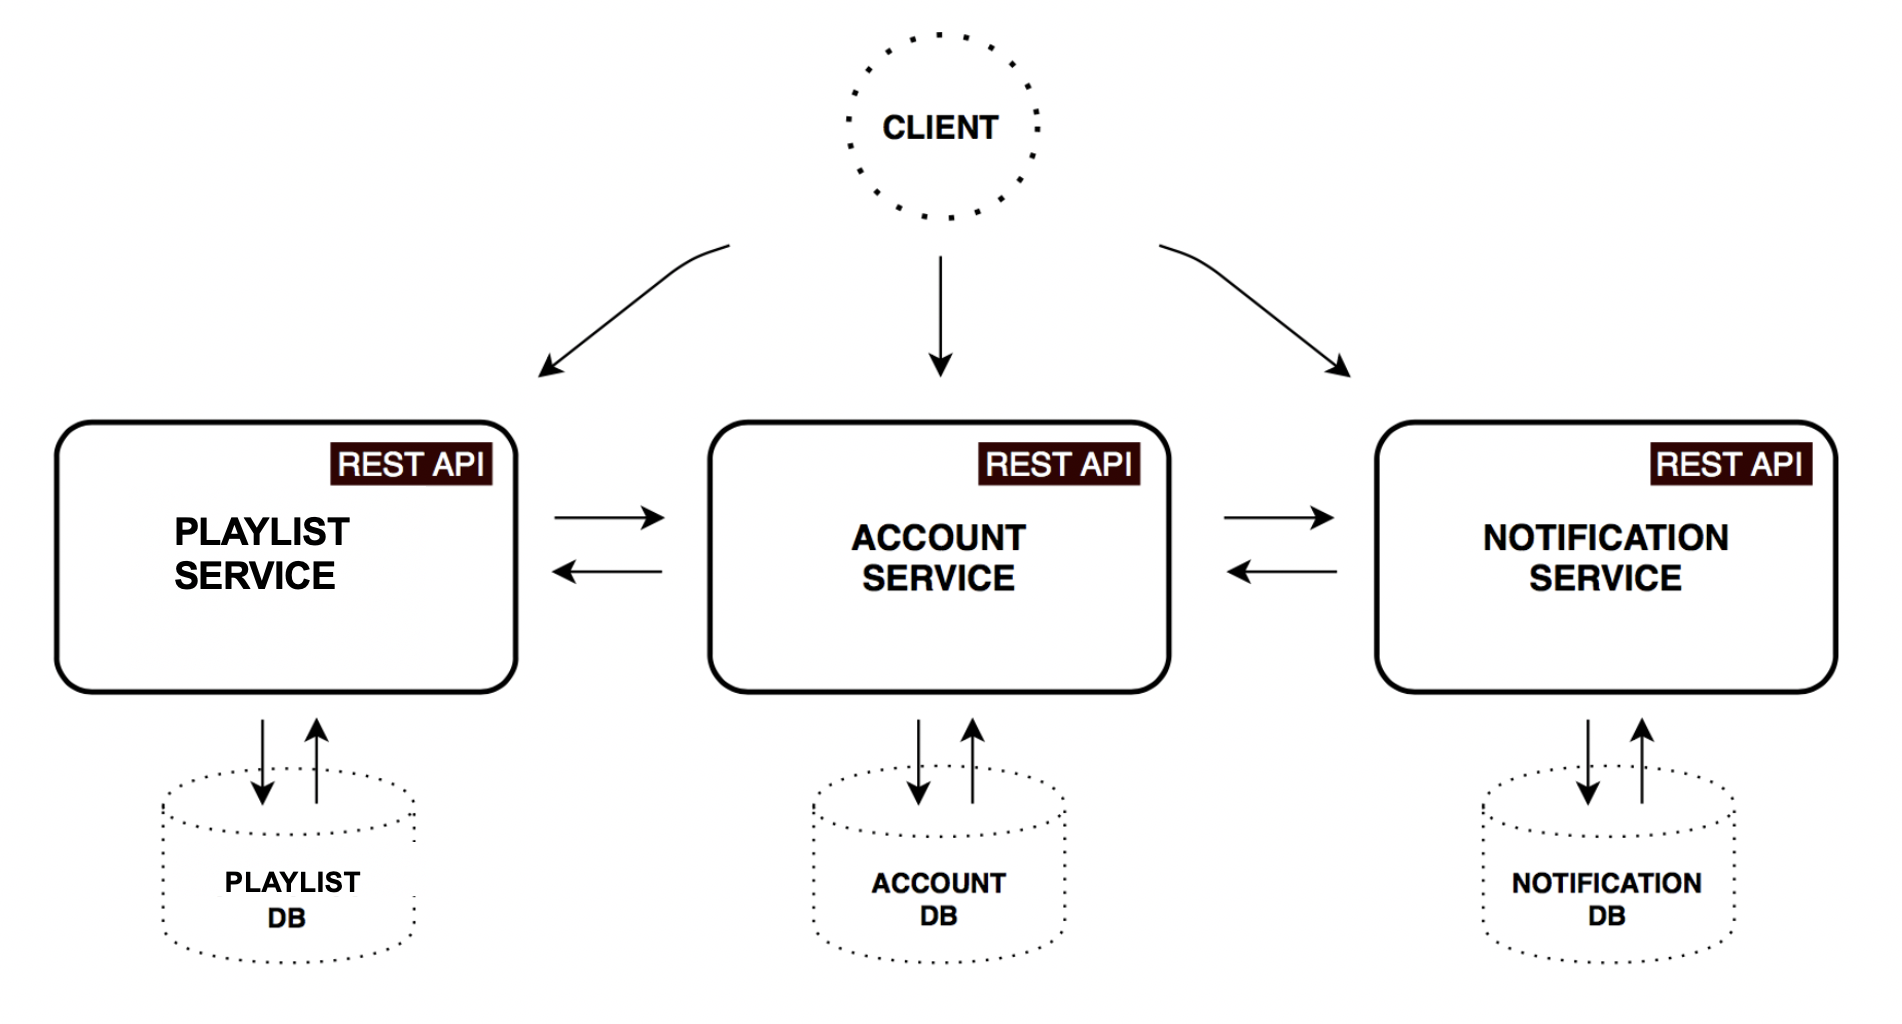 CLIENT
REST API
PLAYLIST
SERVICE
REST API
ACCOUNT
SERVICE
REST API
NOTIFICATION
SERVICE
PLAYLIST
DB
ACCOUNT
DB
NOTIFICATION
DB